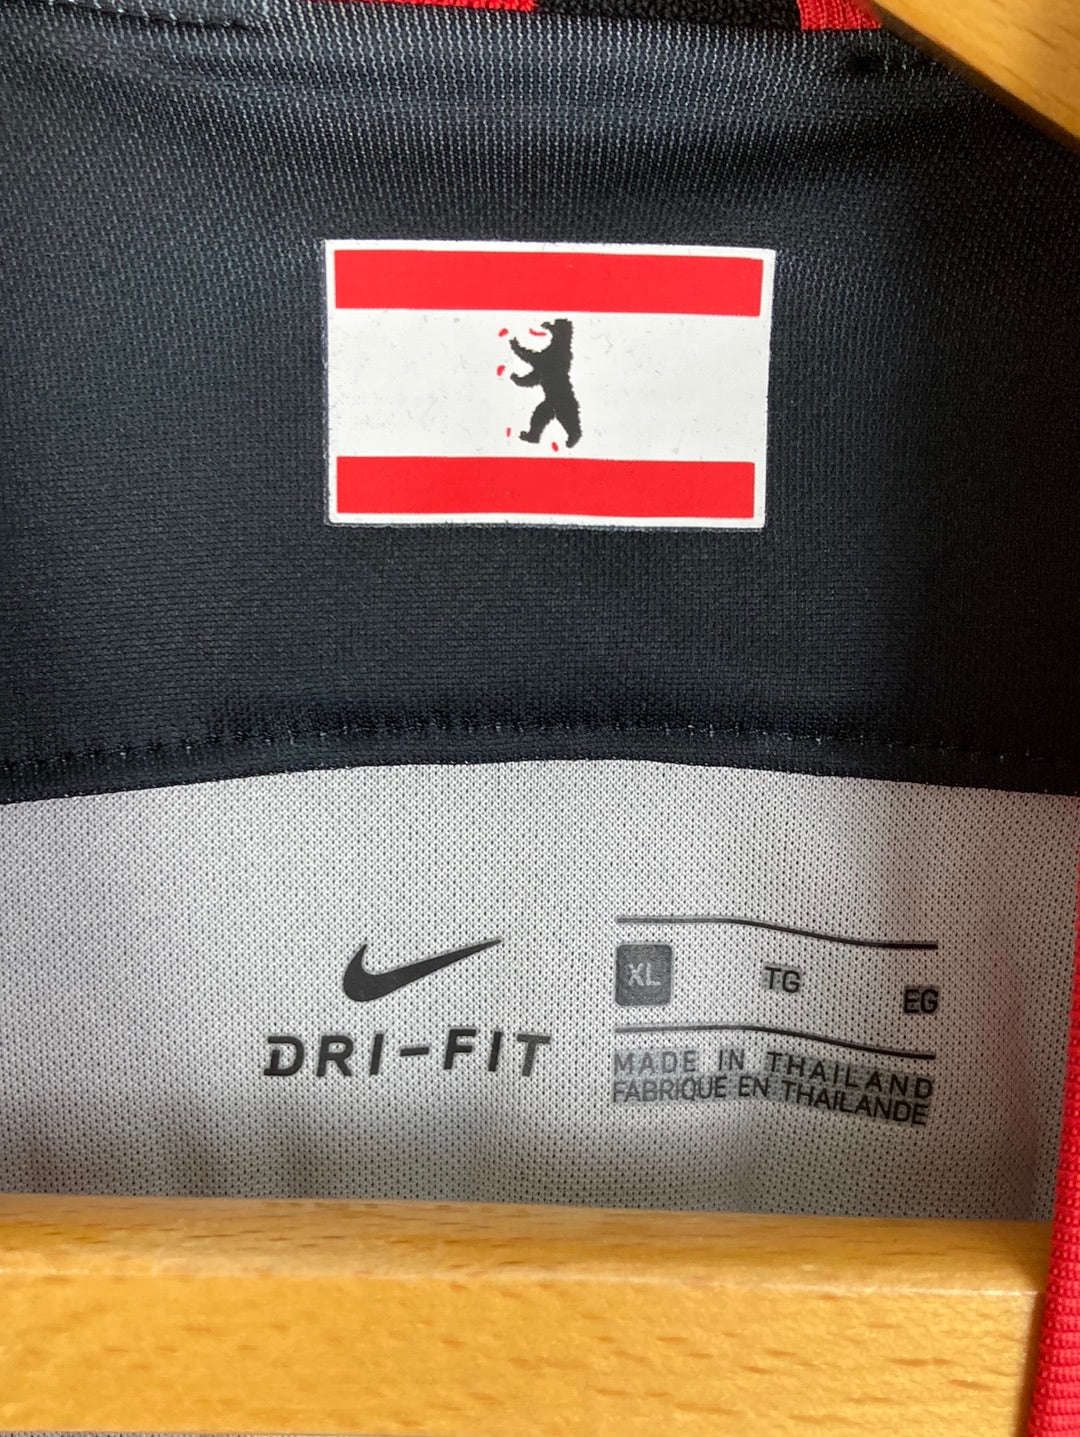 DRI-FIT
XL TG EG
MADE IN THAILAND
FABRIQUE EN THAILANDE